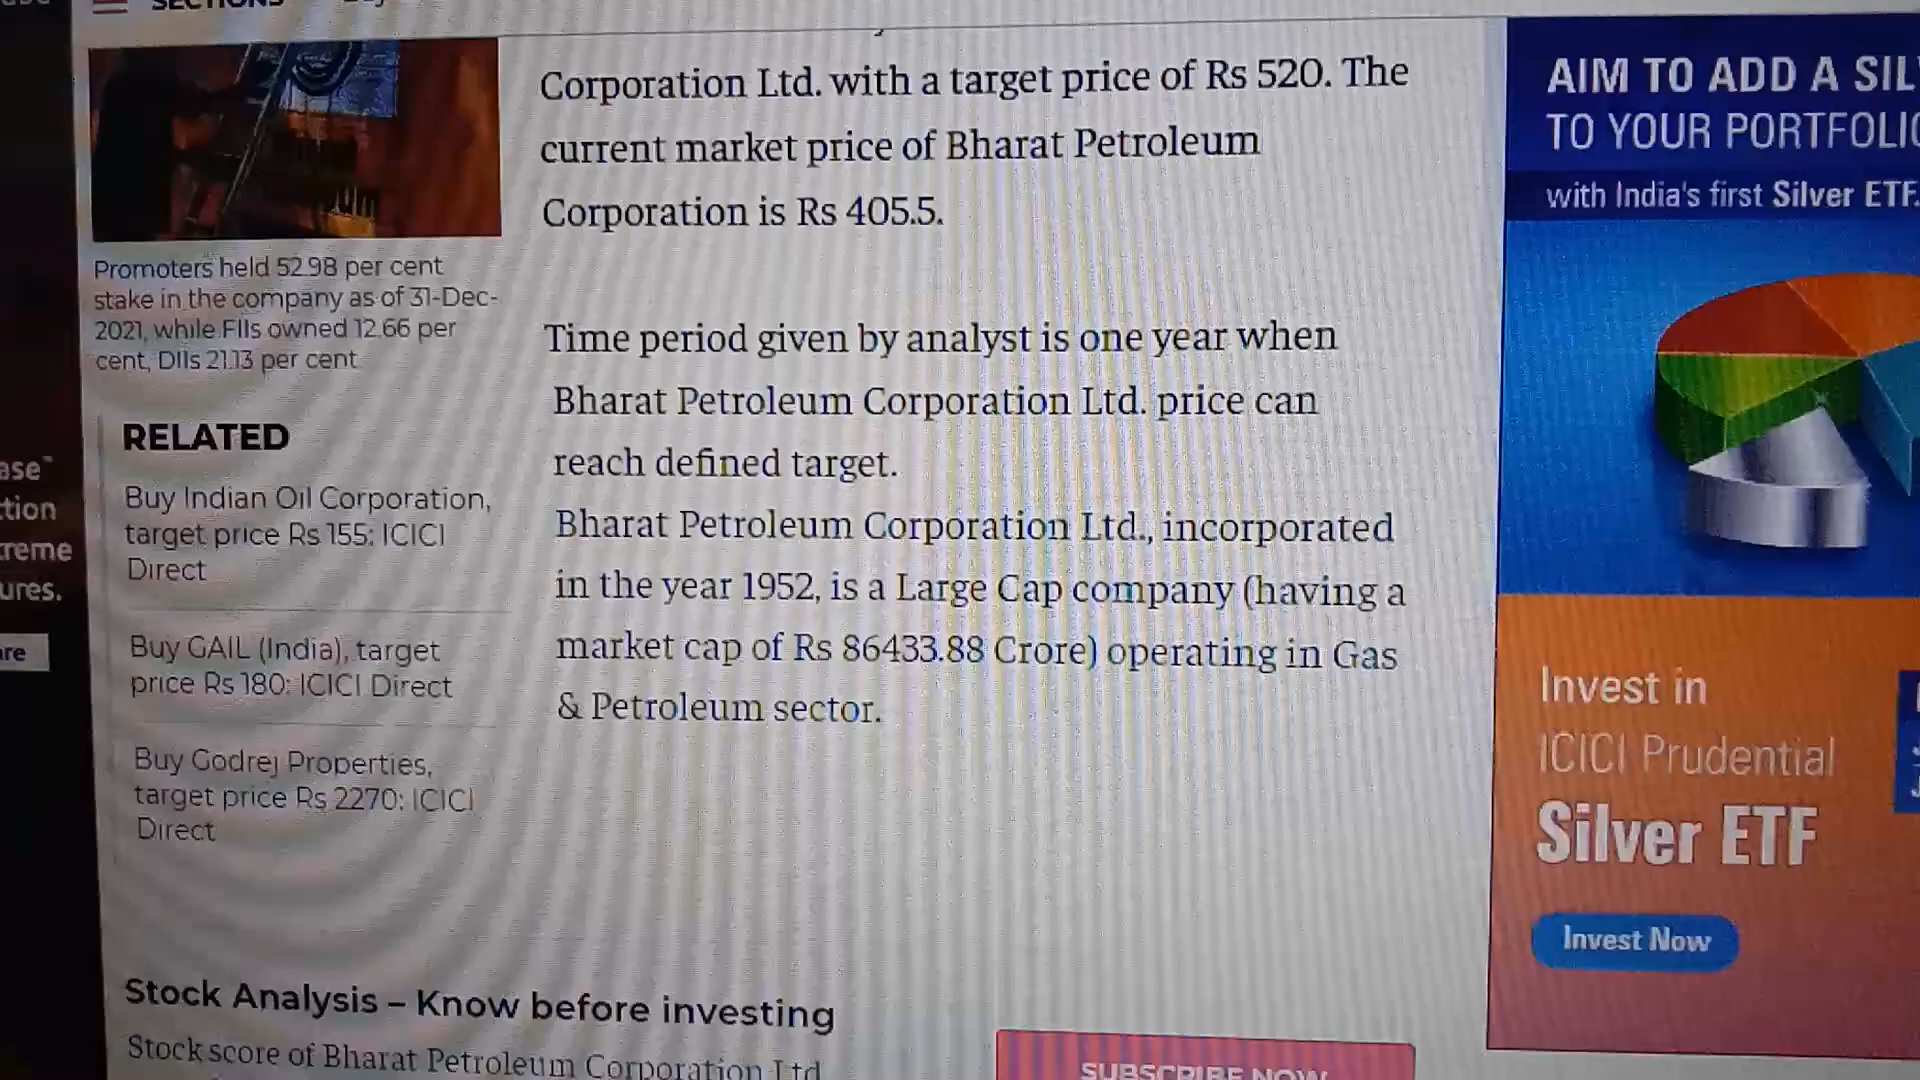 SECTIONS
Corporation Ltd. with a target price of Rs 520. The
current market price of Bharat Petroleum
Corporation is Rs 405.5.
Promoters held 52.98 per cent
stake in the company as of 31-Dec-
2021, while FIIs owned 12.66 per
cent, DIIs 21.13 per cent.
Time period given by analyst is one year when
Bharat Petroleum Corporation Ltd. price can
reach defined target.
Bharat Petroleum Corporation Ltd., incorporated
in the year 1952, is a Large Cap company (having a
market cap of Rs 86433.88 Crore) operating in Gas
& Petroleum sector.
RELATED
Buy Indian Oil Corporation,
target price Rs 155: ICICI
Direct
Buy GAIL (India), target
price Rs 180: ICICI Direct
Buy Godrej Properties,
target price Rs 2270: ICICI
Direct
Stock Analysis – Know before investing
Stock score of Bharat Petroleum Corporation Ltd
SUBSCRIBE NOW
AIM TO ADD A SIL
TO YOUR PORTFOLIO
with India's first Silver ETF.
Invest in
ICICI Prudential
Silver ETF
Invest Now